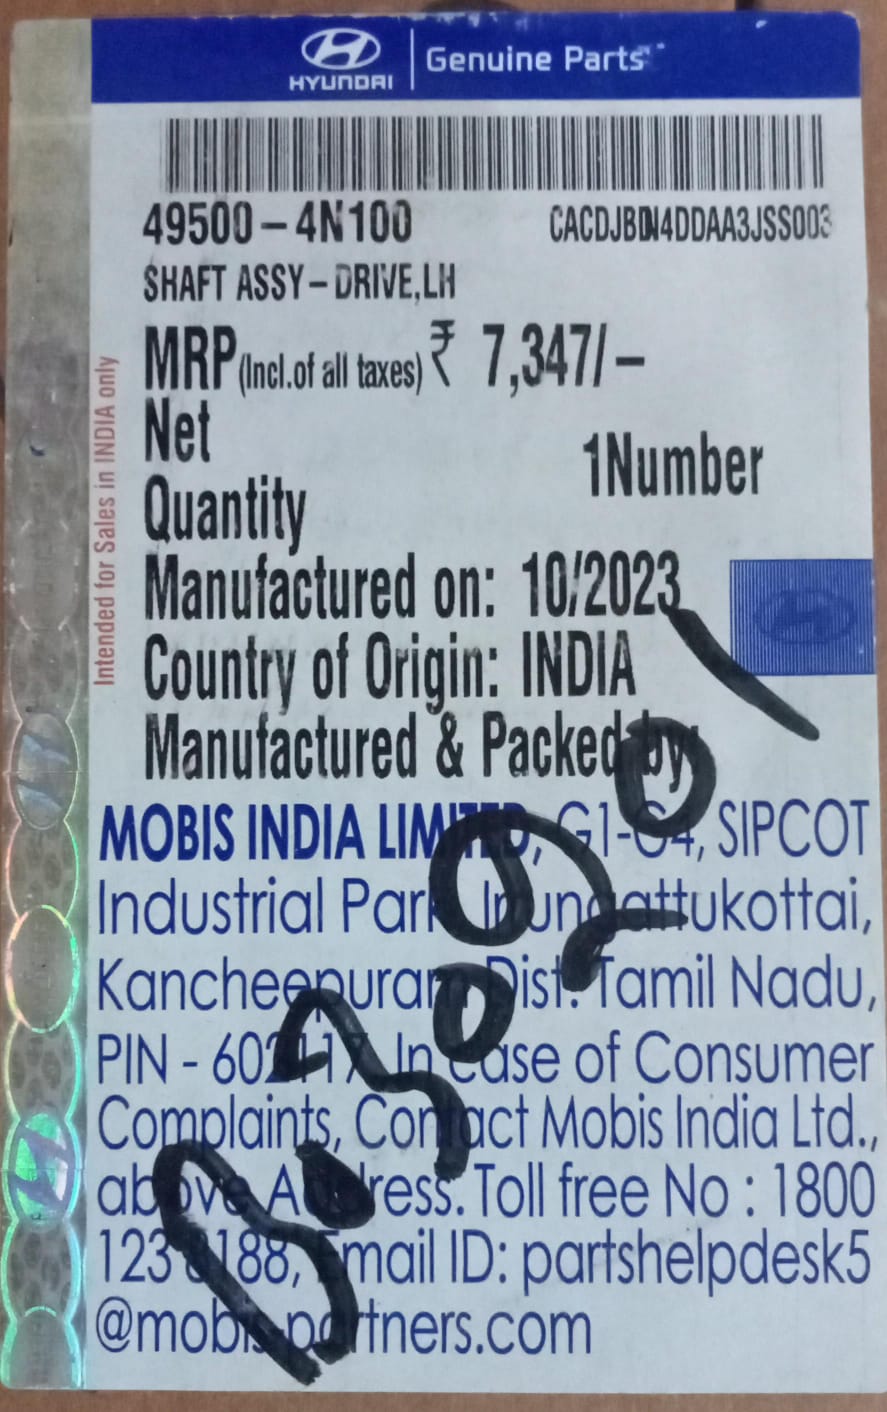 HYUNDAI | Genuine Parts
49500-4N100 CACDJBDN4DDAA3JSS003
SHAFT ASSY-DRIVE,LH
MRP (Incl.of all taxes) ₹ 7,347/-
Net
Quantity 1Number
Manufactured on: 10/2023
Country of Origin: INDIA
Manufactured & Packed by:
MOBIS INDIA LIMITED, G1-G4, SIPCOT
Industrial Park, Irungattukottai,
Kancheepuram Dist. Tamil Nadu,
PIN - 602117. In case of Consumer
Complaints, Contact Mobis India Ltd.,
above Address. Toll free No : 1800
123 8188, Email ID: partshelpdesk5
@mobis-partners.com
Intended for Sales in INDIA only